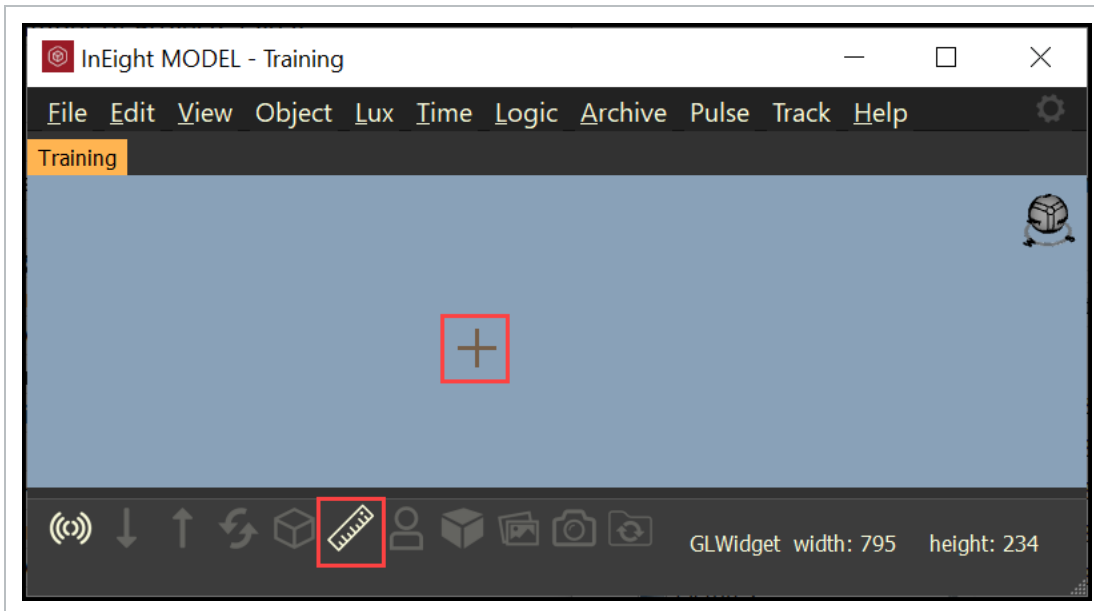 InEight MODEL - Training
File Edit View Object Lux Time Logic Archive Pulse Track Help
Training
GLWidget width: 795 height: 234